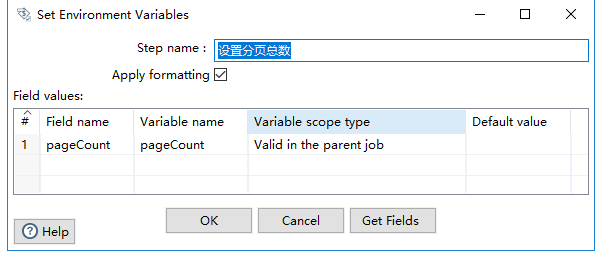 Set Environment Variables
Step name :
设置分页总数
Apply formatting
Field values:
# Field name Variable name Variable scope type Default value
1 pageCount pageCount Valid in the parent job
OK Cancel Get Fields
? Help